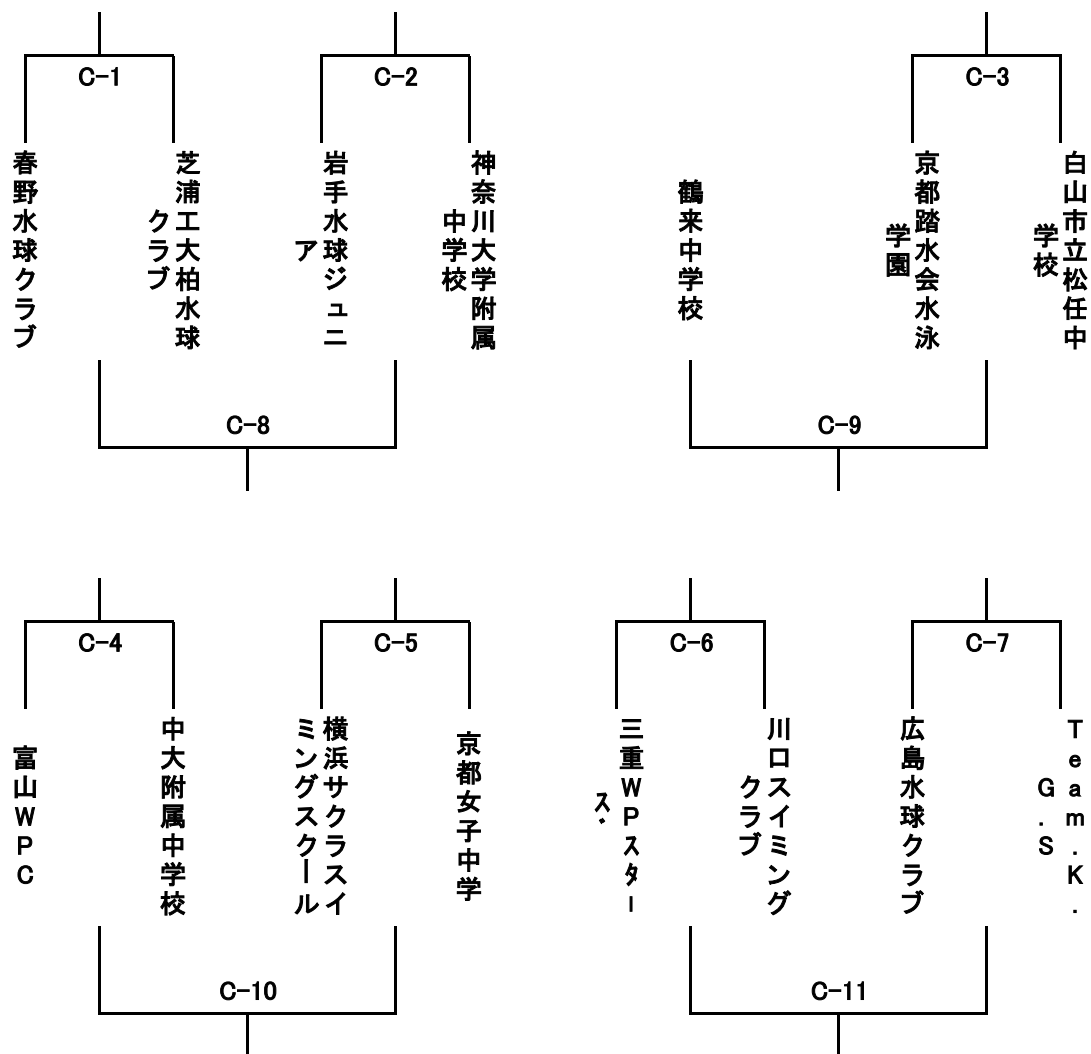 C-1
C-2
C-3
春野水球クラブ
芝浦工大柏水球
クラブ
岩手水球ジュニ
ア
神奈川大学附属
中学校
鶴来中学校
京都踏水会水泳
学園
白山市立松任中
学校
C-8
C-9
C-4
C-5
C-6
C-7
富山WPC
中大附属中学校
横浜サクラスイ
ミングスクール
京都女子中学
三重WPスター
ズ
川口スイミング
クラブ
広島水球クラブ
Team.K.
G.S
C-10
C-11